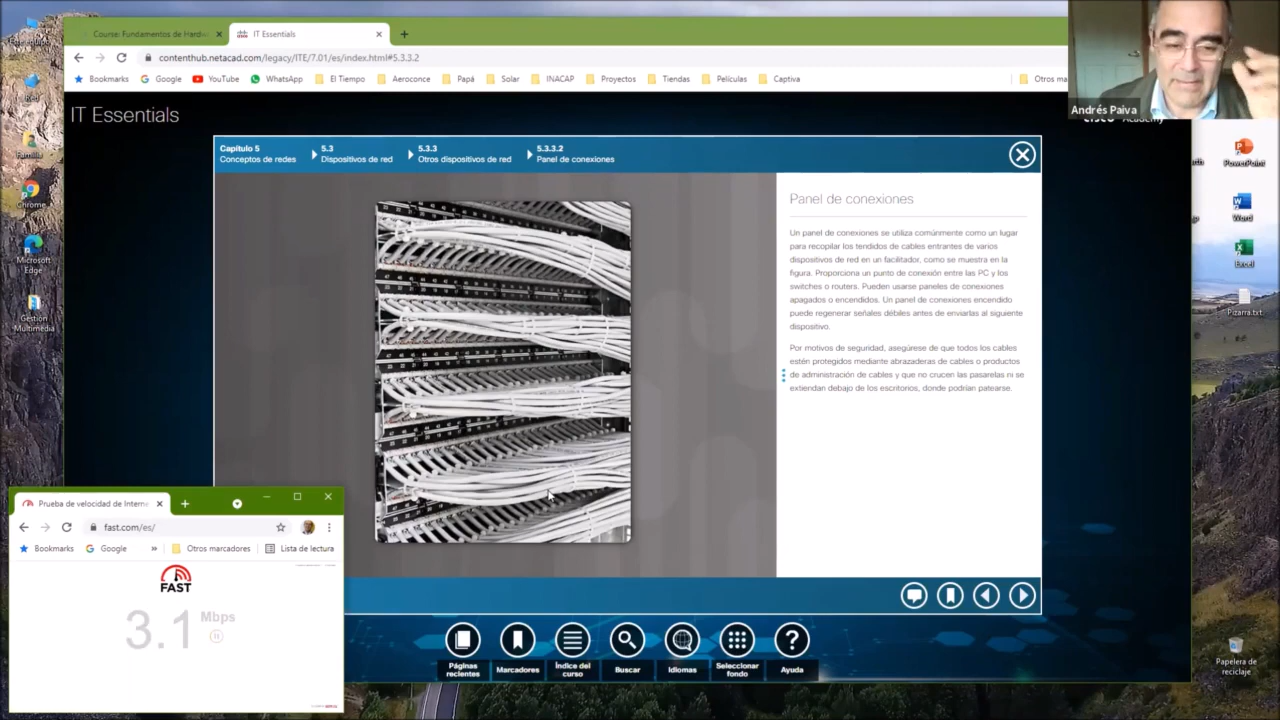 Course: Fundamentos de Hardw
IT Essentials
contenthub.netacad.com/legacy/ITE/7.01/es/index.html#5.3.3.2
Bookmarks
Google
YouTube
WhatsApp
El Tiempo
Aeroconce
Papá
Solar
INACAP
Proyectos
Tiendas
Películas
Captiva
Otros ma
Andrés Paiva
Academy
IT Essentials
Capítulo 5
Conceptos de redes
5.3
Dispositivos de red
5.3.3
Otros dispositivos de red
5.3.3.2
Panel de conexiones
Panel de conexiones
Un panel de conexiones se utiliza comúnmente como un lugar
para recopilar los tendidos de cables entrantes de varios
dispositivos de red en un facilitador, como se muestra en la
figura. Proporciona un punto de conexión entre las PC y los
switches o routers. Pueden usarse paneles de conexiones
apagados o encendidos. Un panel de conexiones encendido
puede regenerar señales débiles antes de enviarlas al siguiente
dispositivo.
Por motivos de seguridad, asegúrese de que todos los cables
estén protegidos mediante abrazaderas de cables o productos
de administración de cables y que no crucen las pasarelas ni se
extiendan debajo de los escritorios, donde podrían patearse.
Red
Familia
Chrome
Microsoft
Edge
Gestión
Multimedia
PowerPoint
Word
Excel
Pizarra.txt
Papelera de
reciclaje
Prueba de velocidad de Interne
fast.com/es/
Bookmarks
Google
»
Otros marcadores
Lista de lectura
FAST
3.1 Mbps
Páginas
recientes
Marcadores
Índice del
curso
Buscar
Idiomas
Seleccionar
fondo
Ayuda